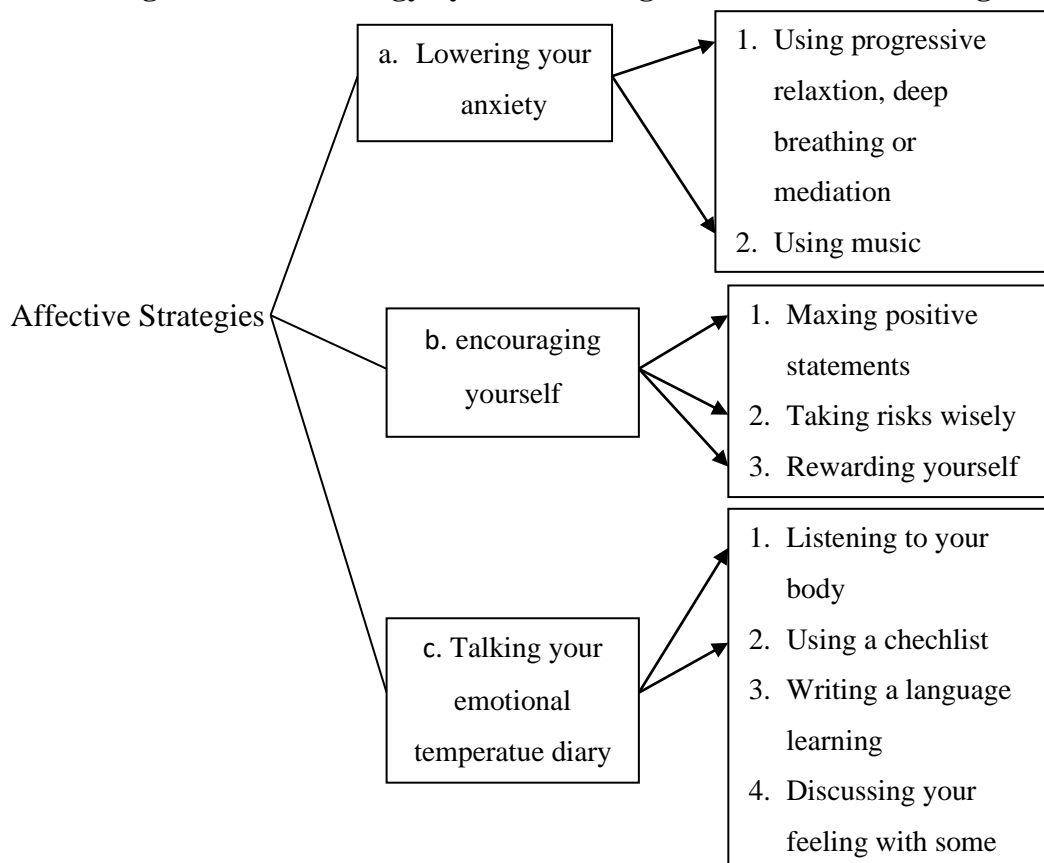 a. Lowering your
anxiety
1. Using progressive
relaxtion, deep
breathing or
mediation
2. Using music
Affective Strategies
b. encouraging
yourself
1. Maxing positive
statements
2. Taking risks wisely
3. Rewarding yourself
c. Talking your
emotional
temperatue diary
1. Listening to your
body
2. Using a chechlist
3. Writing a language
learning
4. Discussing your
feeling with some